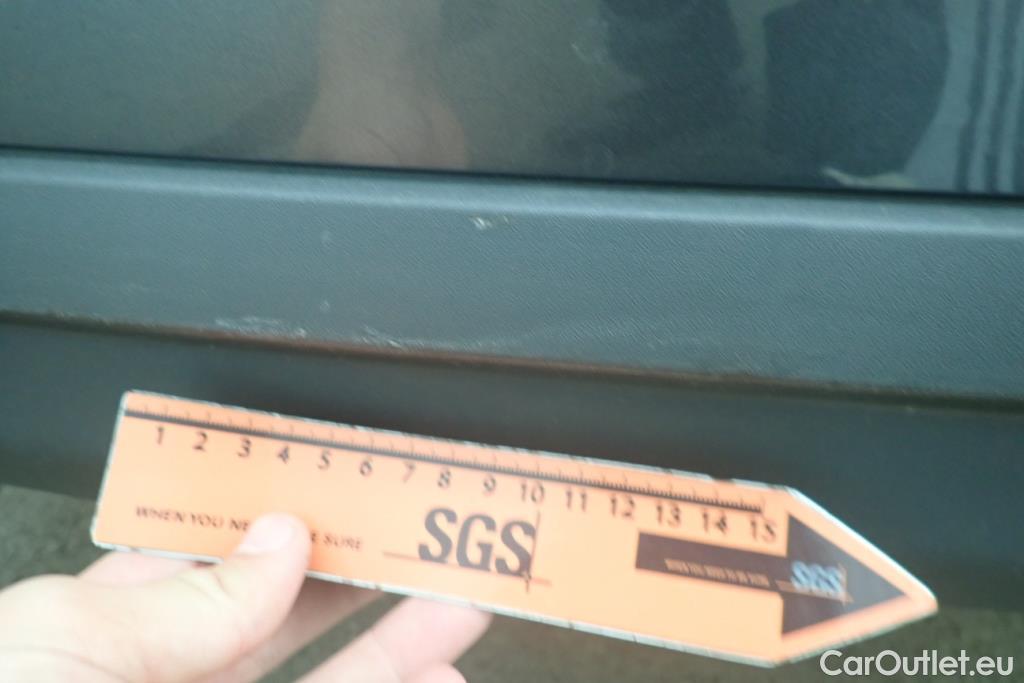 1 2 3 4 5 6 7 8 9 10 11 12 13 14 15
WHEN YOU NE E SURE
SGS
SGS
CarOutlet.eu